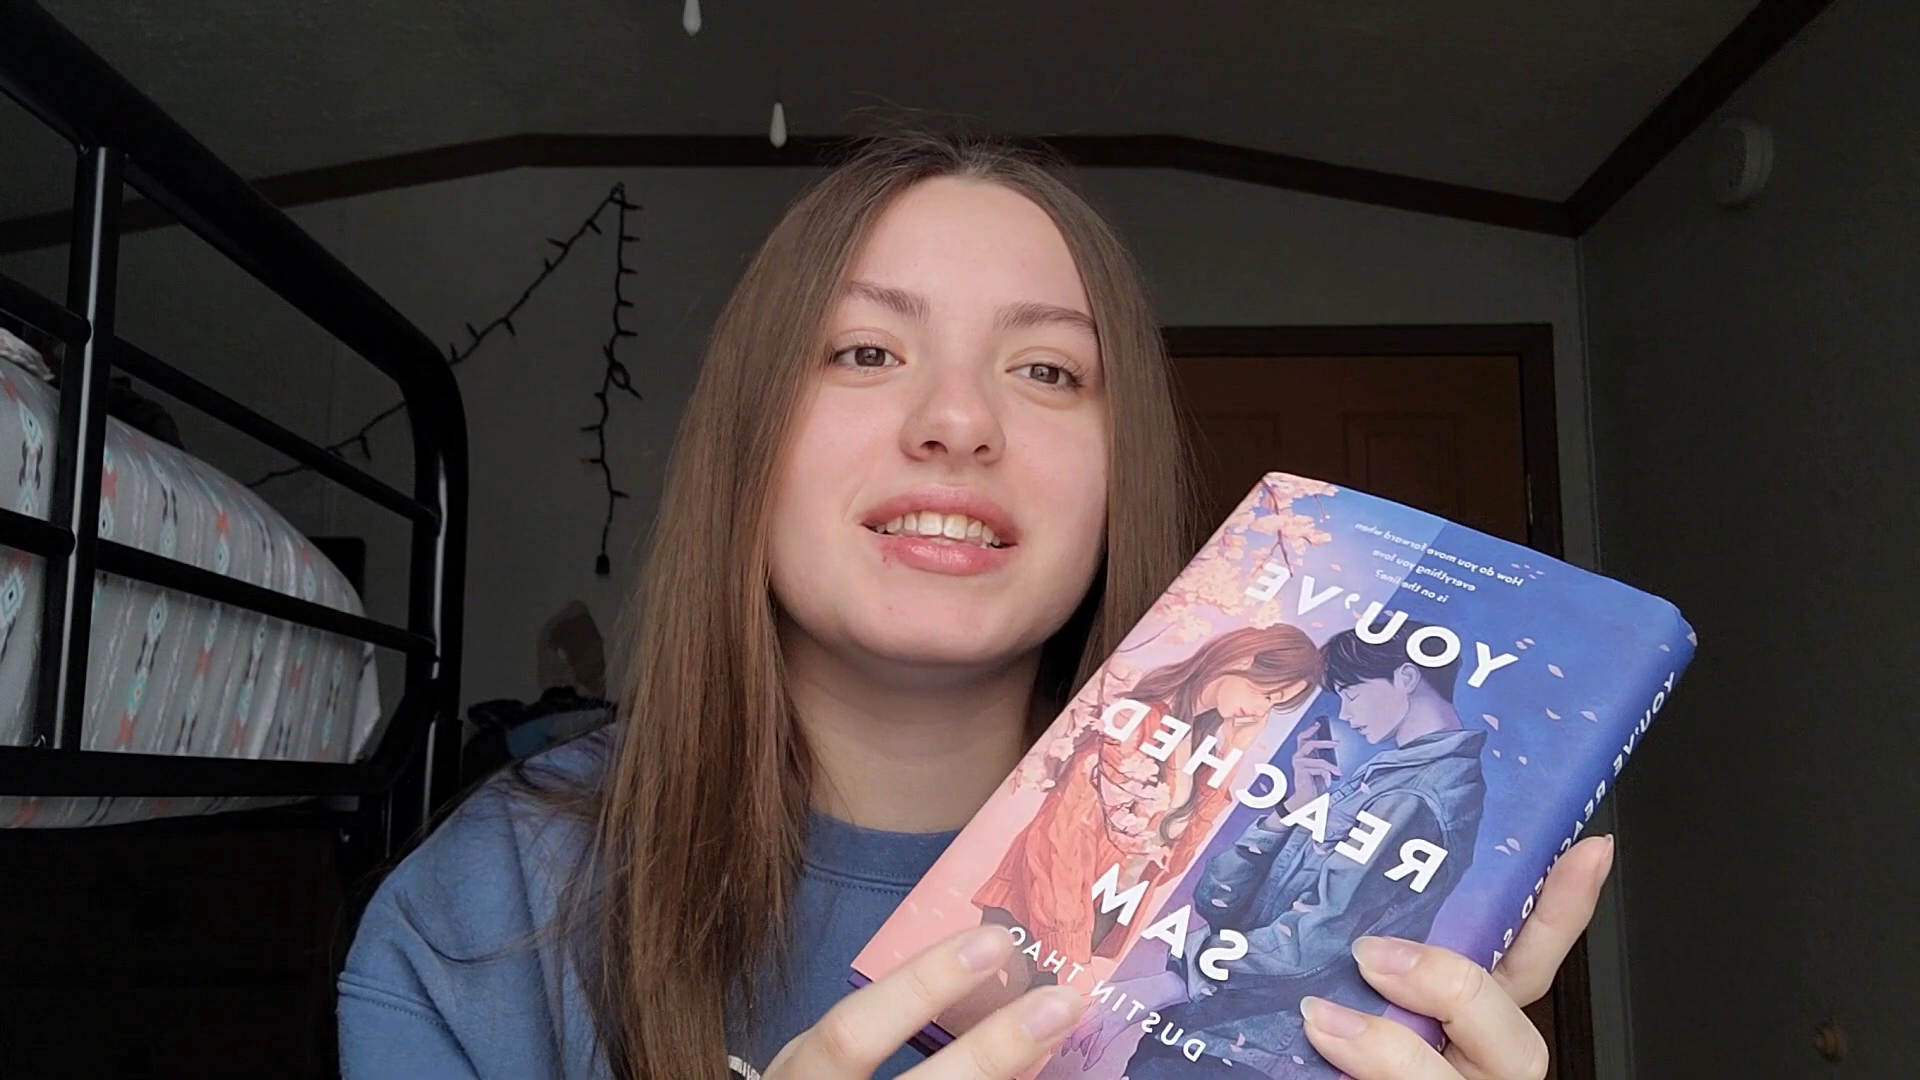 How do you move forward when
everything you love
is on the line?
YOU'VE
REACHED
SAM
DUSTIN THAO
YOU'VE REACHED SA